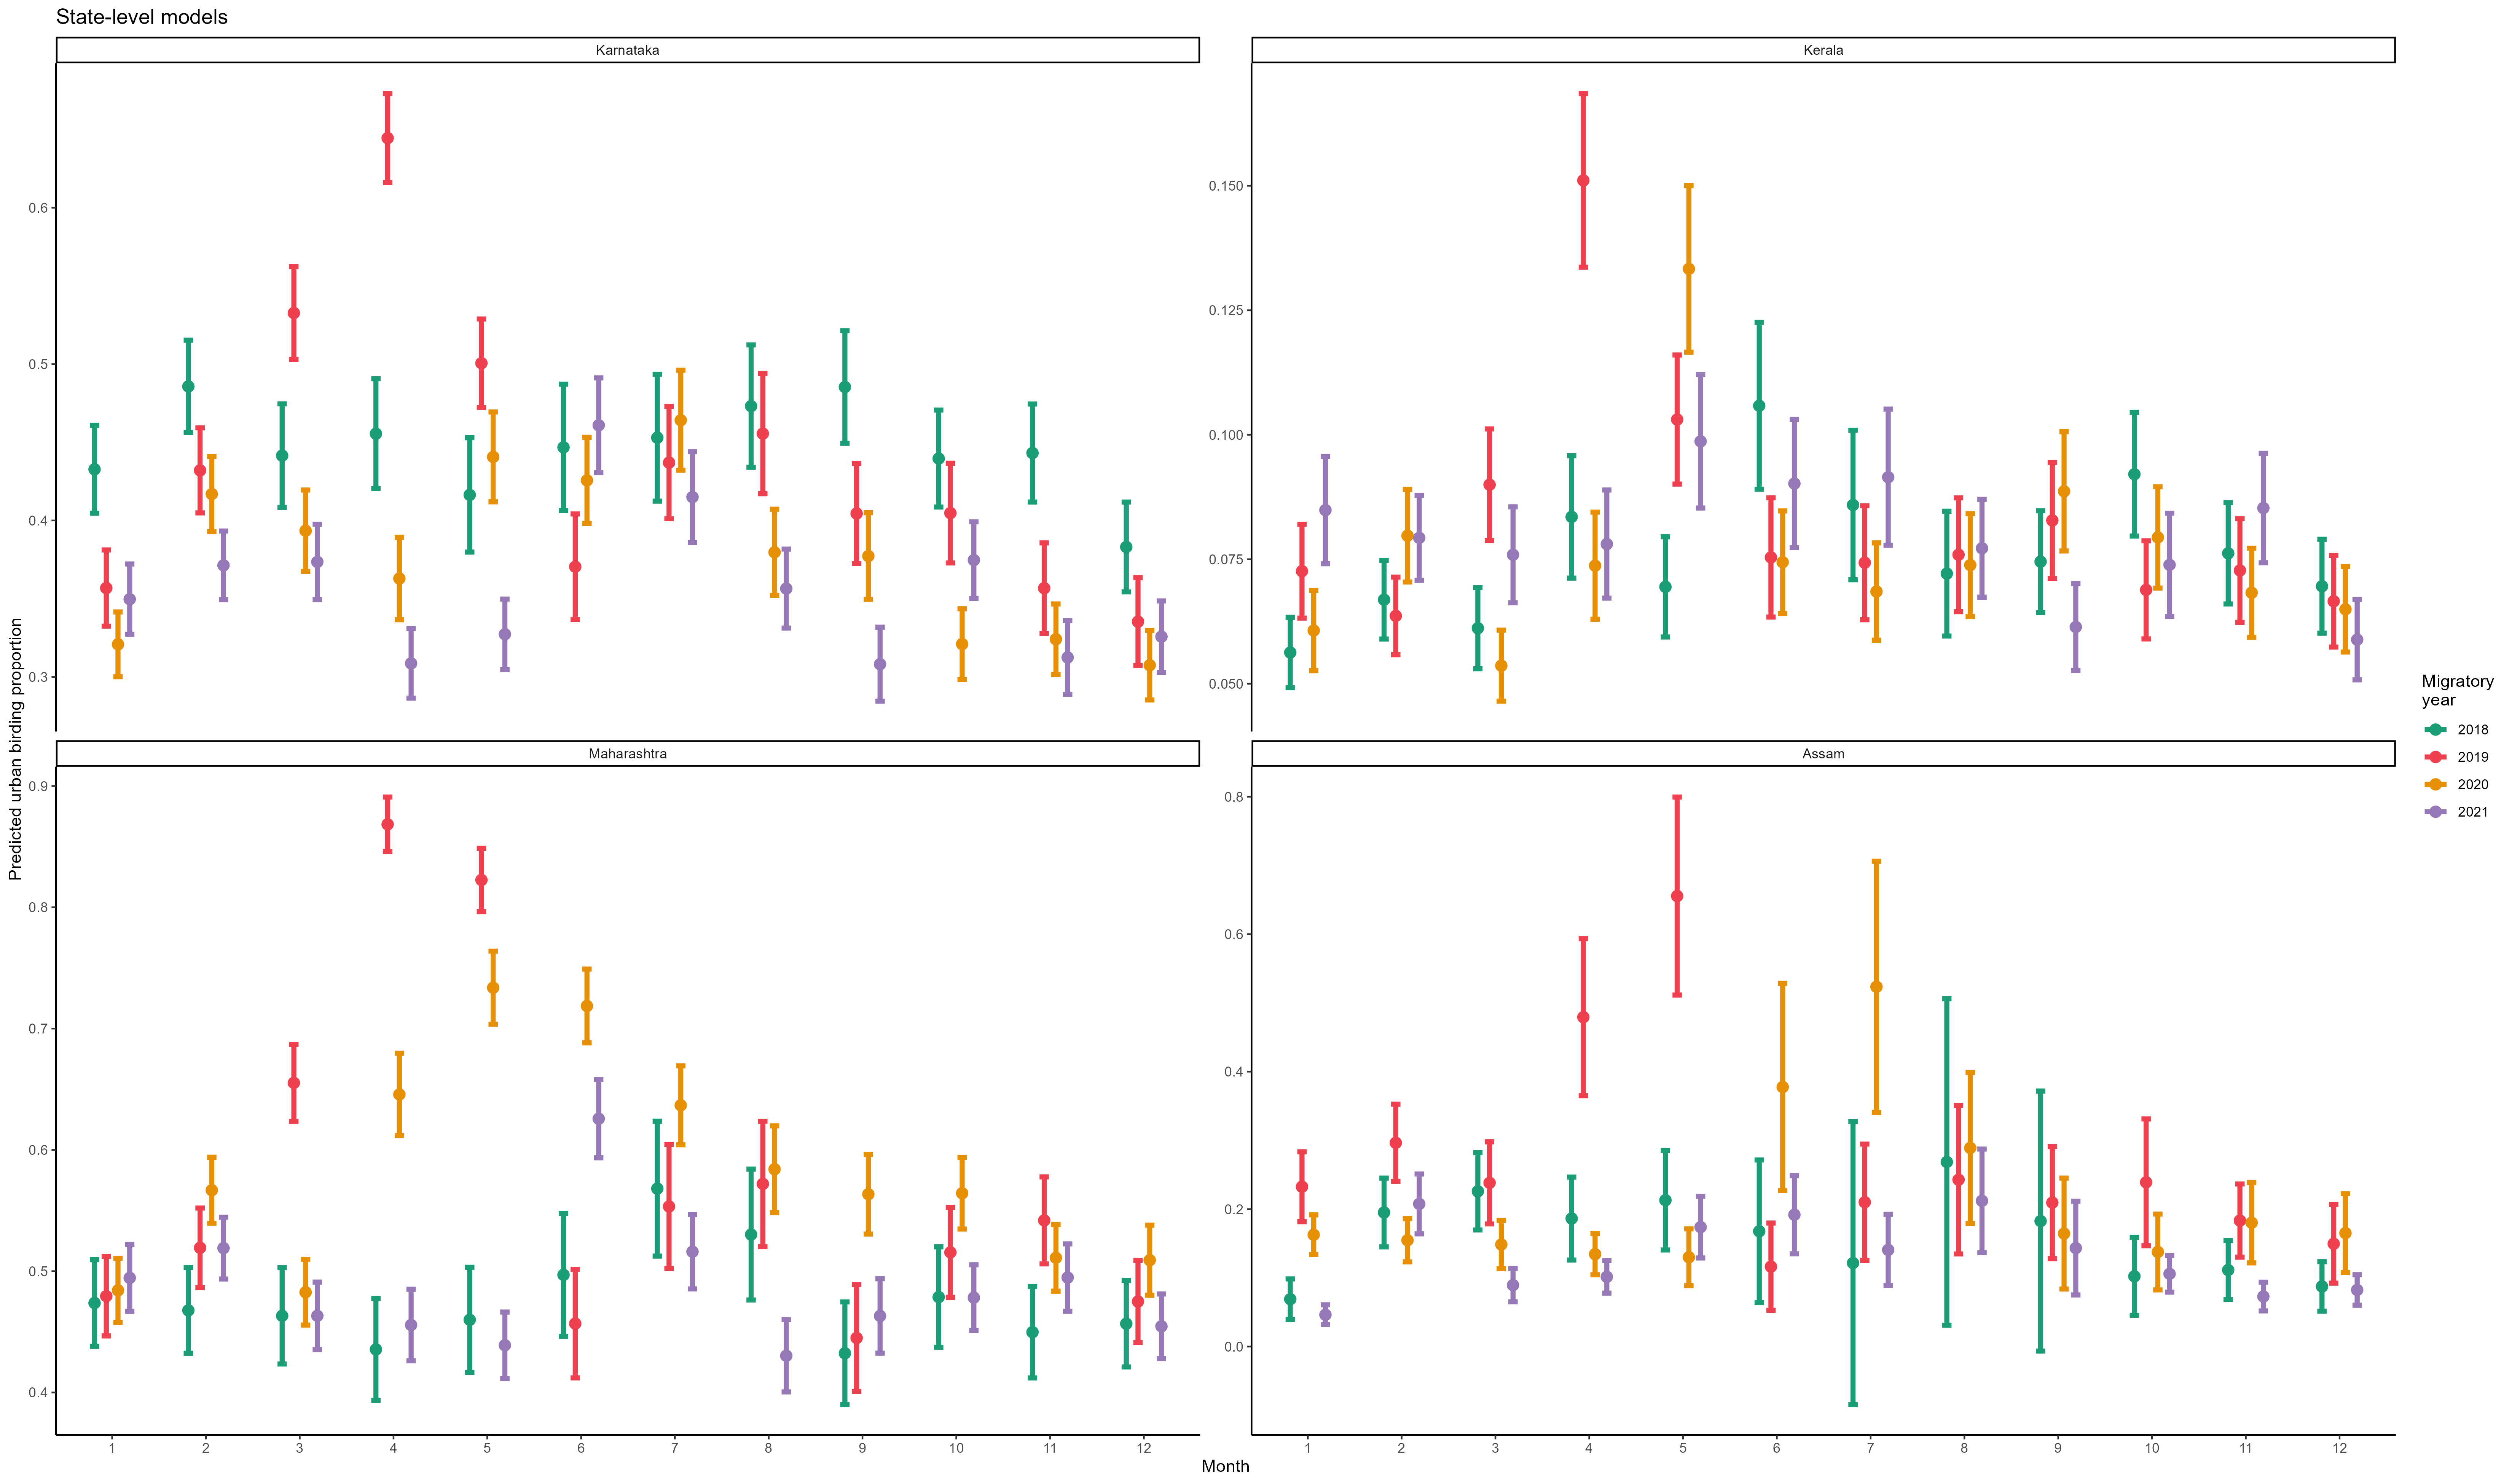 State-level models
Karnataka
Kerala
0.6
0.5
0.4
0.3
0.150
0.125
0.100
0.075
0.050
Predicted urban birding proportion
Maharashtra
Assam
0.9
0.8
0.7
0.6
0.5
0.4
0.8
0.6
0.4
0.2
0.0
1 2 3 4 5 6 7 8 9 10 11 12
1 2 3 4 5 6 7 8 9 10 11 12
Month
Migratory
year
2018
2019
2020
2021